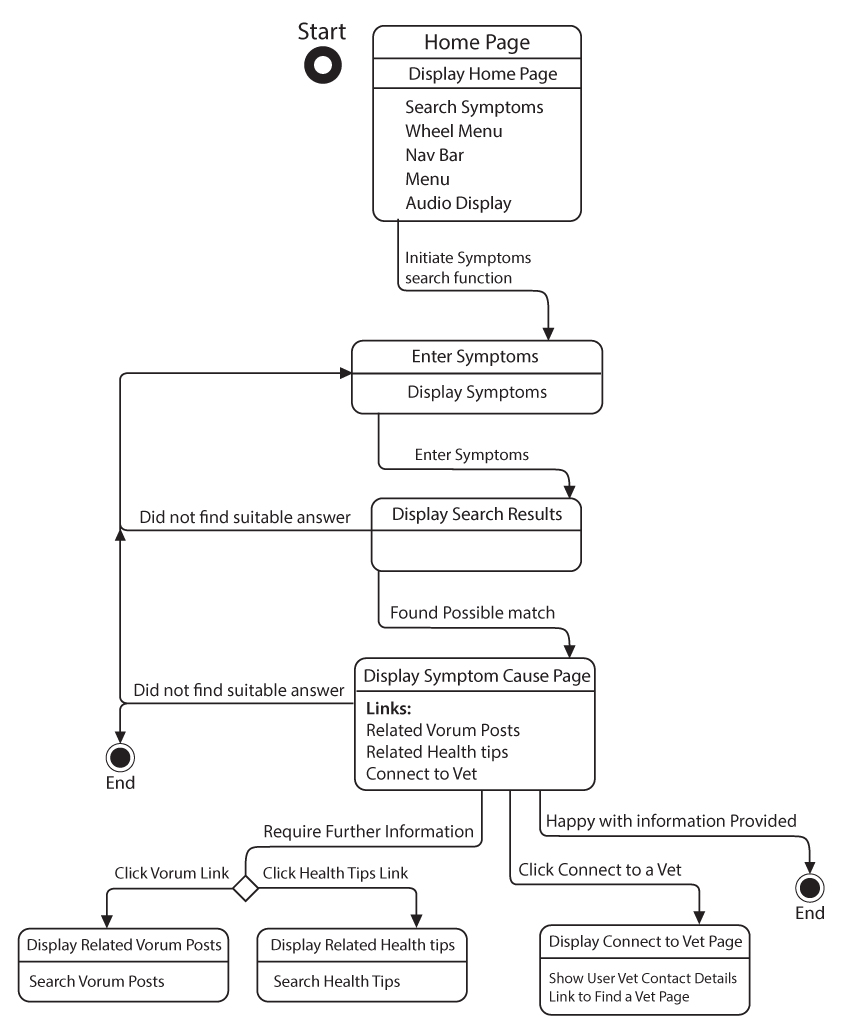 Start
Home Page
Display Home Page
Search Symptoms
Wheel Menu
Nav Bar
Menu
Audio Display
Initiate Symptoms
search function
Enter Symptoms
Display Symptoms
Enter Symptoms
Did not find suitable answer
Display Search Results
Found Possible match
Display Symptom Cause Page
Did not find suitable answer
Links:
Related Vorum Posts
Related Health tips
Connect to Vet
End
Require Further Information
Happy with information Provided
Click Vorum Link
Click Health Tips Link
Click Connect to a Vet
End
Display Related Vorum Posts
Search Vorum Posts
Display Related Health tips
Search Health Tips
Display Connect to Vet Page
Show User Vet Contact Details
Link to Find a Vet Page